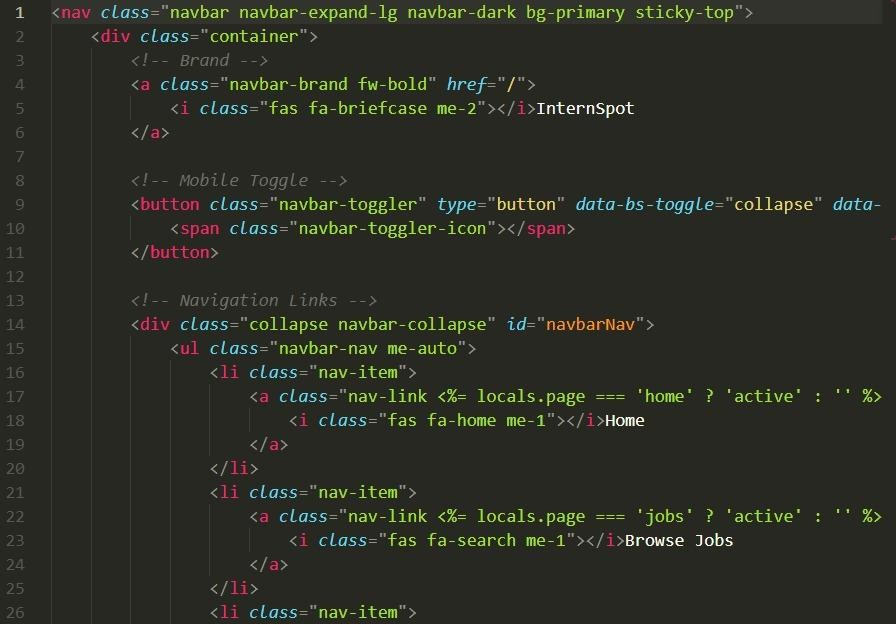 1 <nav class="navbar navbar-expand-lg navbar-dark bg-primary sticky-top">
2     <div class="container">
3         <!-- Brand -->
4         <a class="navbar-brand fw-bold" href="/">
5             <i class="fas fa-briefcase me-2"></i>InternSpot
6         </a>
7
8         <!-- Mobile Toggle -->
9         <button class="navbar-toggler" type="button" data-bs-toggle="collapse" data-
10             <span class="navbar-toggler-icon"></span>
11         </button>
12
13         <!-- Navigation Links -->
14         <div class="collapse navbar-collapse" id="navbarNav">
15             <ul class="navbar-nav me-auto">
16                 <li class="nav-item">
17                     <a class="nav-link <%= locals.page === 'home' ? 'active' : '' %>
18                         <i class="fas fa-home me-1"></i>Home
19                     </a>
20                 </li>
21                 <li class="nav-item">
22                     <a class="nav-link <%= locals.page === 'jobs' ? 'active' : '' %>
23                         <i class="fas fa-search me-1"></i>Browse Jobs
24                     </a>
25                 </li>
26                 <li class="nav-item">